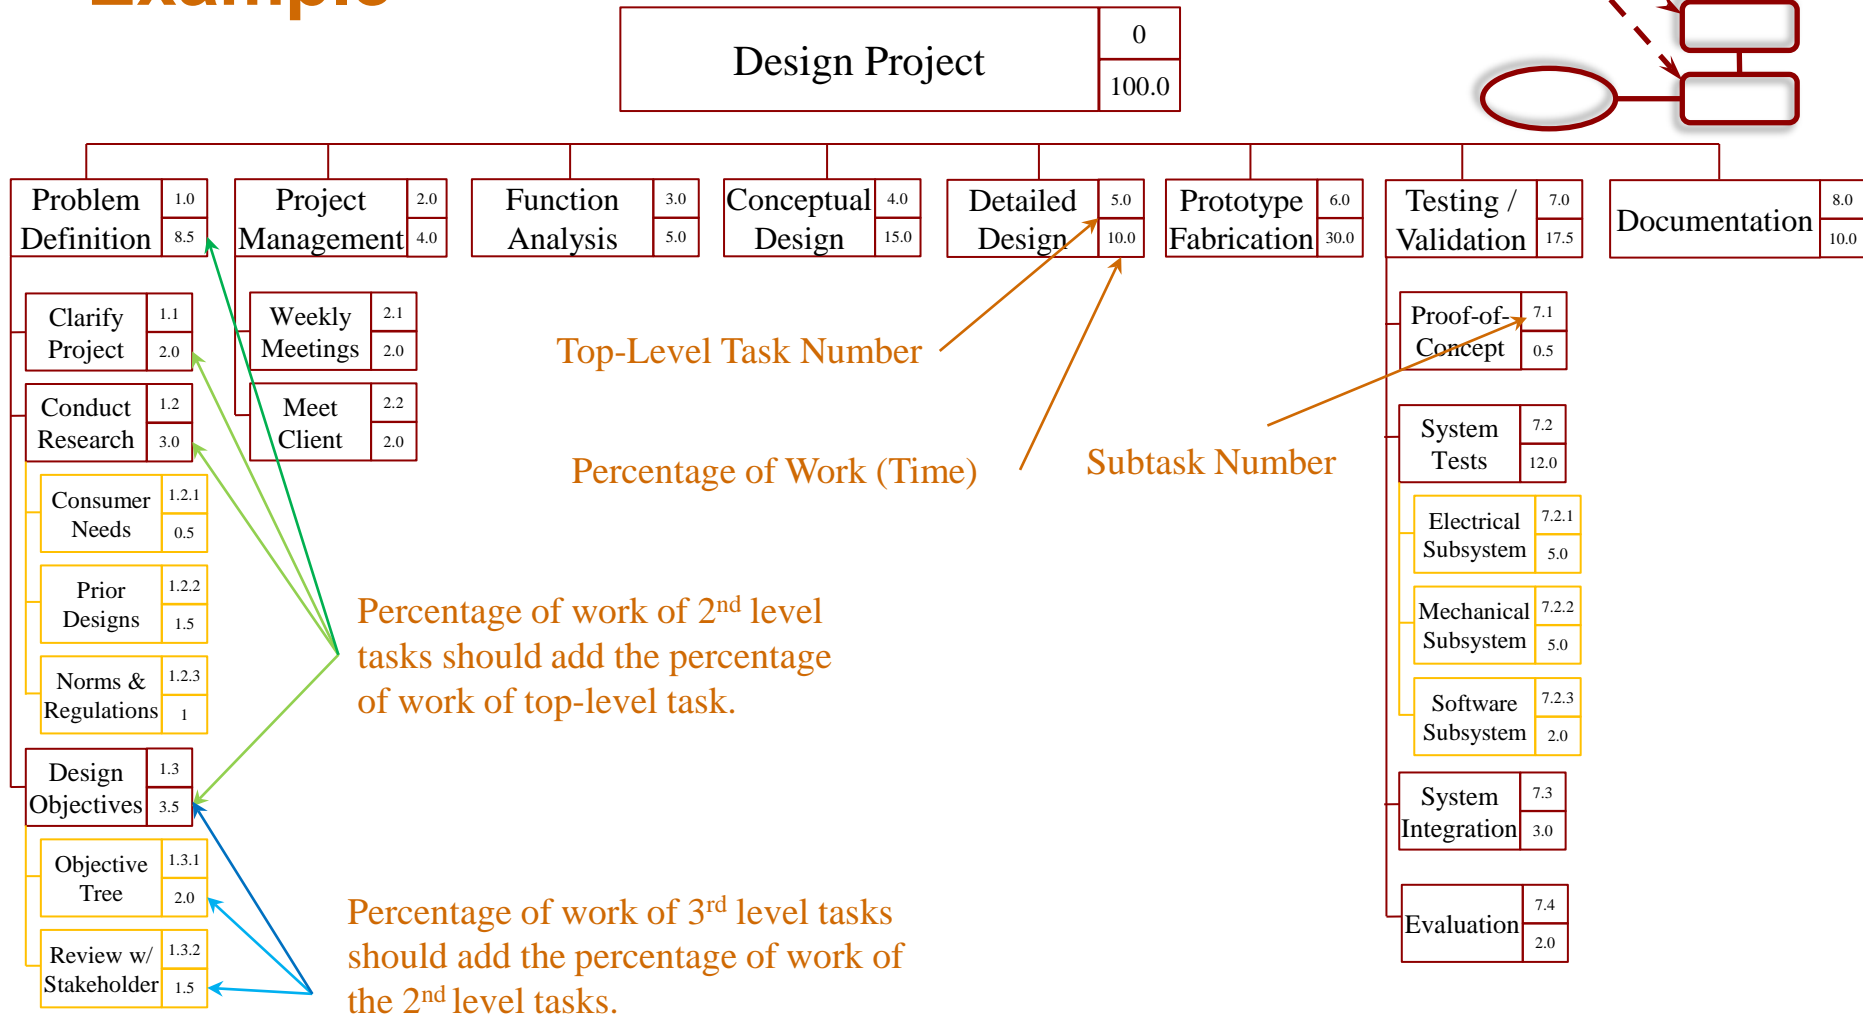 Example
Design Project
0
100.0
Problem
Definition
1.0
8.5
Project
Management
2.0
4.0
Function
Analysis
3.0
5.0
Conceptual
Design
4.0
15.0
Detailed
Design
5.0
10.0
Prototype
Fabrication
6.0
30.0
Testing /
Validation
7.0
17.5
Documentation
8.0
10.0
Clarify
Project
1.1
2.0
Conduct
Research
1.2
3.0
Consumer
Needs
1.2.1
0.5
Prior
Designs
1.2.2
1.5
Norms &
Regulations
1.2.3
1
Design
Objectives
1.3
3.5
Objective
Tree
1.3.1
2.0
Review w/
Stakeholder
1.3.2
1.5
Weekly
Meetings
2.1
2.0
Meet
Client
2.2
2.0
Top-Level Task Number
Percentage of Work (Time)
Subtask Number
Percentage of work of 2nd level
tasks should add the percentage
of work of top-level task.
Percentage of work of 3rd level tasks
should add the percentage of work of
the 2nd level tasks.
Proof-of-
Concept
7.1
0.5
System
Tests
7.2
12.0
Electrical
Subsystem
7.2.1
5.0
Mechanical
Subsystem
7.2.2
5.0
Software
Subsystem
7.2.3
2.0
System
Integration
7.3
3.0
Evaluation
7.4
2.0